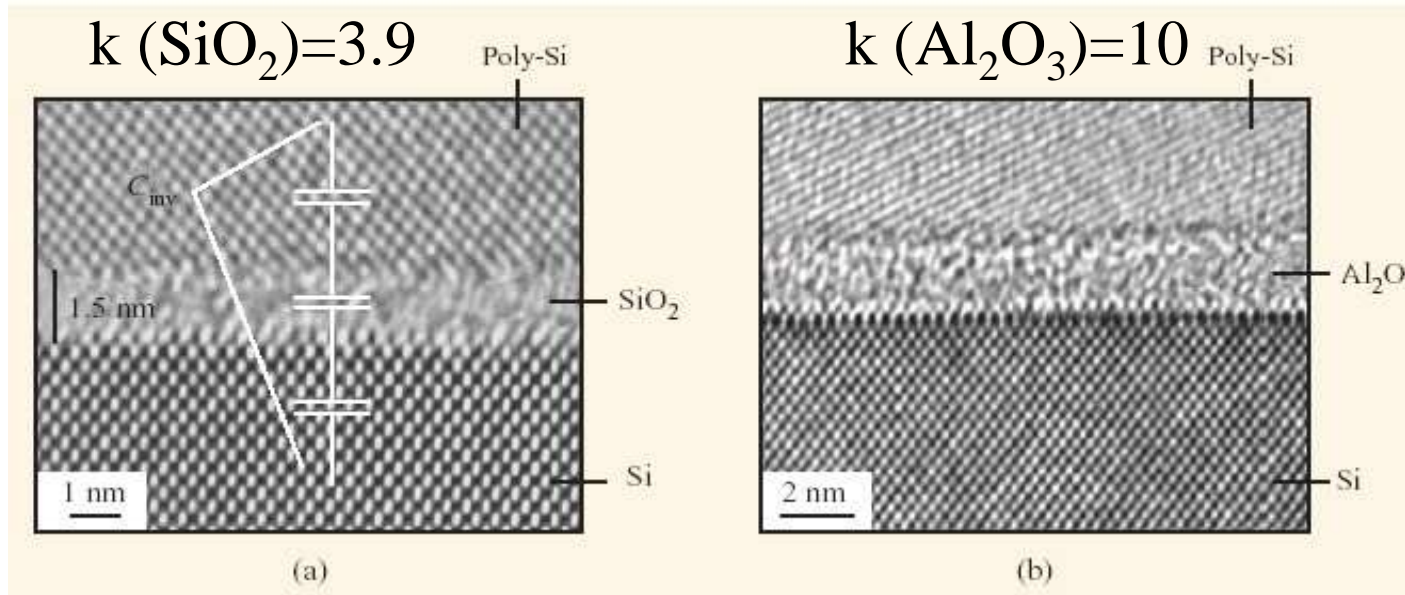 k (SiO₂)=3.9
Poly-Si
C_inv
1.5 nm
SiO₂
Si
1 nm
(a)
k (Al₂O₃)=10
Poly-Si
Al₂O
Si
2 nm
(b)